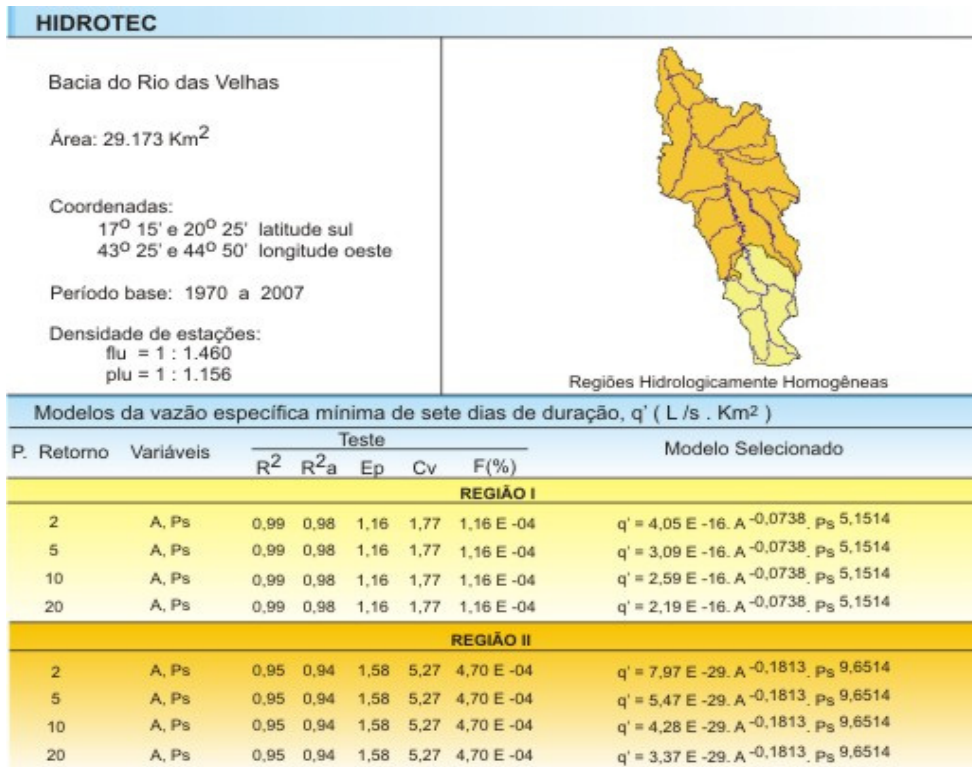 HIDROTEC
Bacia do Rio das Velhas
Área: 29.173 Km²
Coordenadas:
17º 15' e 20º 25' latitude sul
43º 25' e 44º 50' longitude oeste
Período base: 1970 a 2007
Densidade de estações:
flu = 1 : 1.460
plu = 1 : 1.156
Regiões Hidrologicamente Homogêneas
Modelos da vazão específica mínima de sete dias de duração, q' ( L /s . Km² )
P. Retorno Variáveis Teste Modelo Selecionado
R² R²a Ep Cv F(%)
REGIÃO I
2 A, Ps 0,99 0,98 1,16 1,77 1,16 E -04 q' = 4,05 E -16. A -0,0738. Ps 5,1514
5 A, Ps 0,99 0,98 1,16 1,77 1,16 E -04 q' = 3,09 E -16. A -0,0738. Ps 5,1514
10 A, Ps 0,99 0,98 1,16 1,77 1,16 E -04 q' = 2,59 E -16. A -0,0738. Ps 5,1514
20 A, Ps 0,99 0,98 1,16 1,77 1,16 E -04 q' = 2,19 E -16. A -0,0738. Ps 5,1514
REGIÃO II
2 A, Ps 0,95 0,94 1,58 5,27 4,70 E -04 q' = 7,97 E -29. A -0,1813. Ps 9,6514
5 A, Ps 0,95 0,94 1,58 5,27 4,70 E -04 q' = 5,47 E -29. A -0,1813. Ps 9,6514
10 A, Ps 0,95 0,94 1,58 5,27 4,70 E -04 q' = 4,28 E -29. A -0,1813. Ps 9,6514
20 A, Ps 0,95 0,94 1,58 5,27 4,70 E -04 q' = 3,37 E -29. A -0,1813. Ps 9,6514